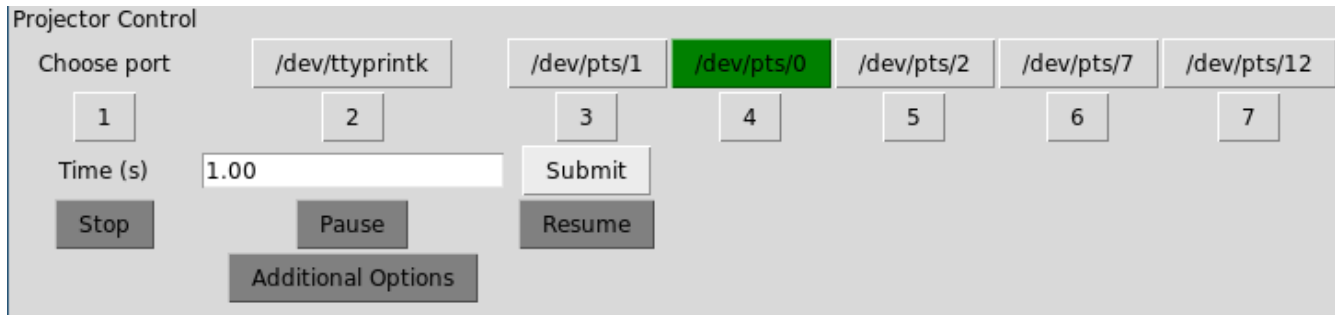 Projector Control
Choose port /dev/ttyprintk /dev/pts/1 /dev/pts/0 /dev/pts/2 /dev/pts/7 /dev/pts/12
1 2 3 4 5 6 7
Time (s) 1.00 Submit
Stop Pause Resume
Additional Options